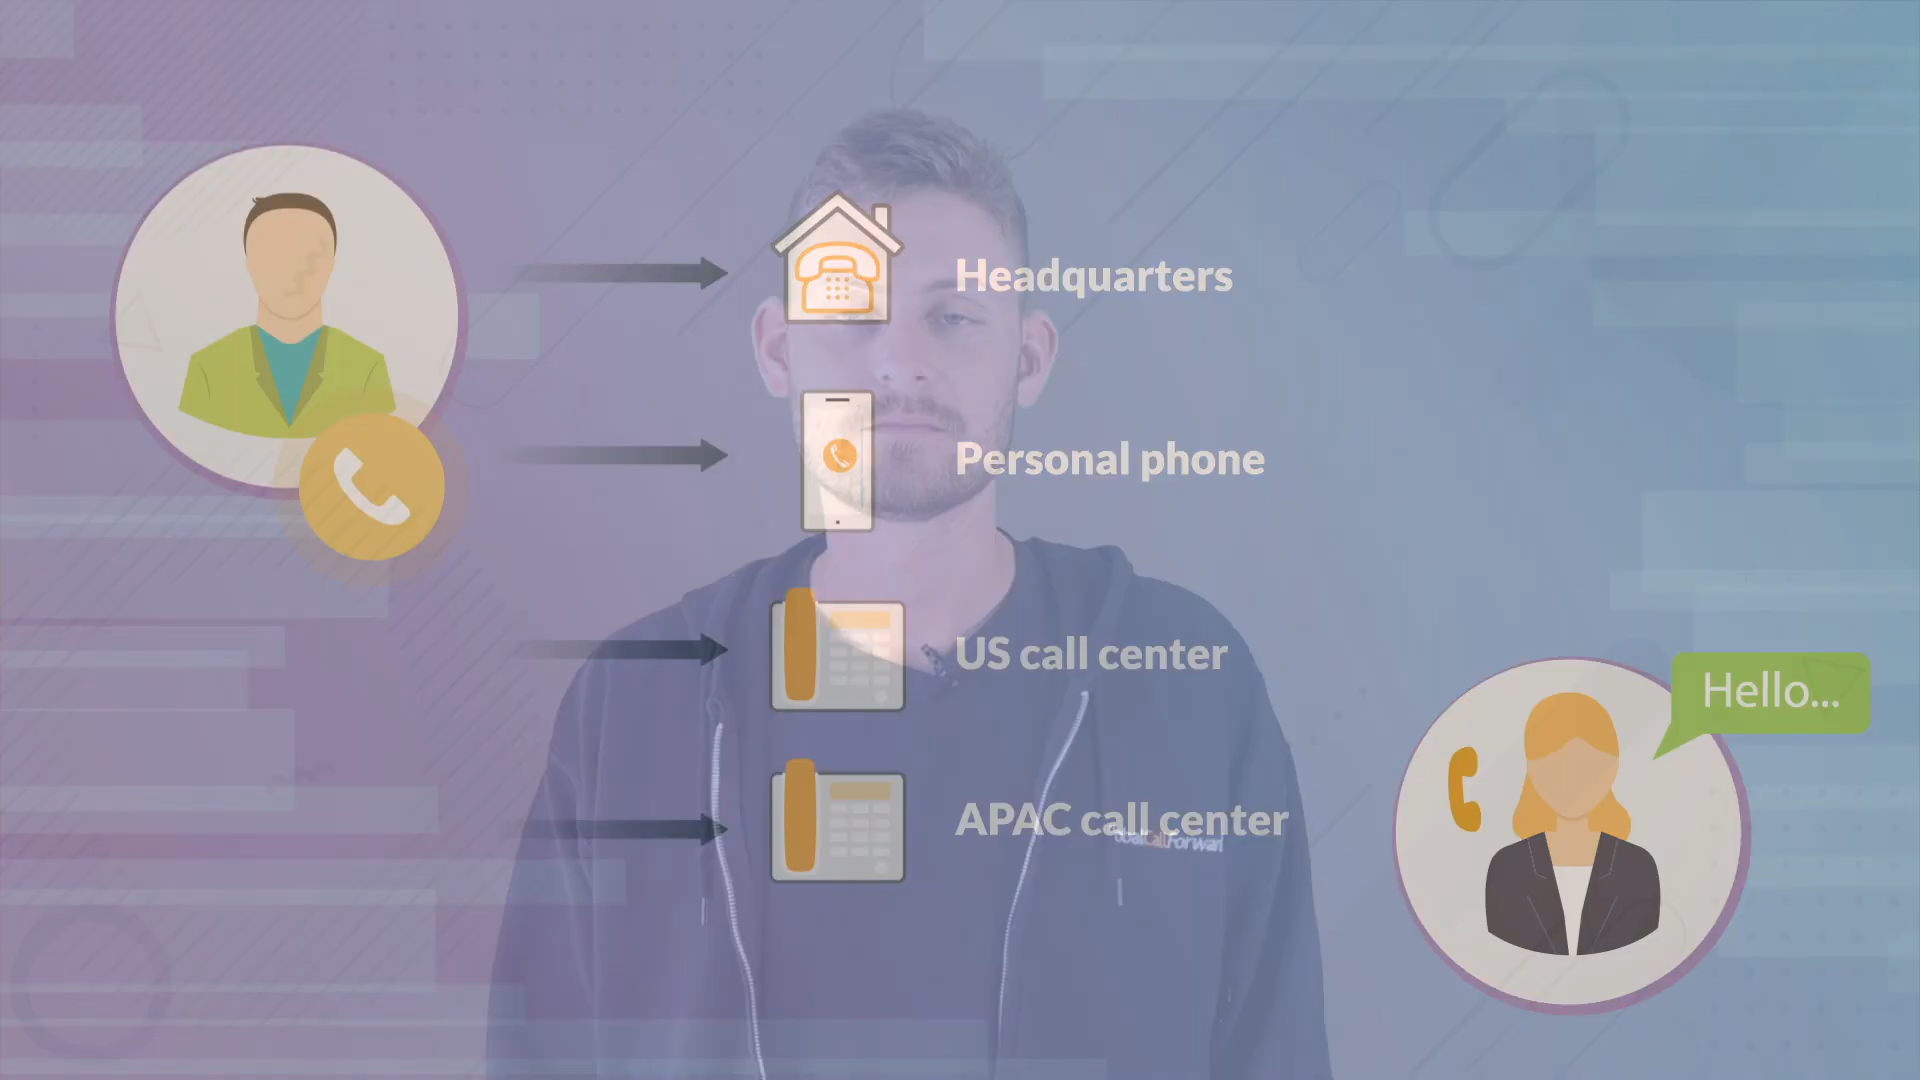 Headquarters
Personal phone
US call center
Hello...
APAC call center